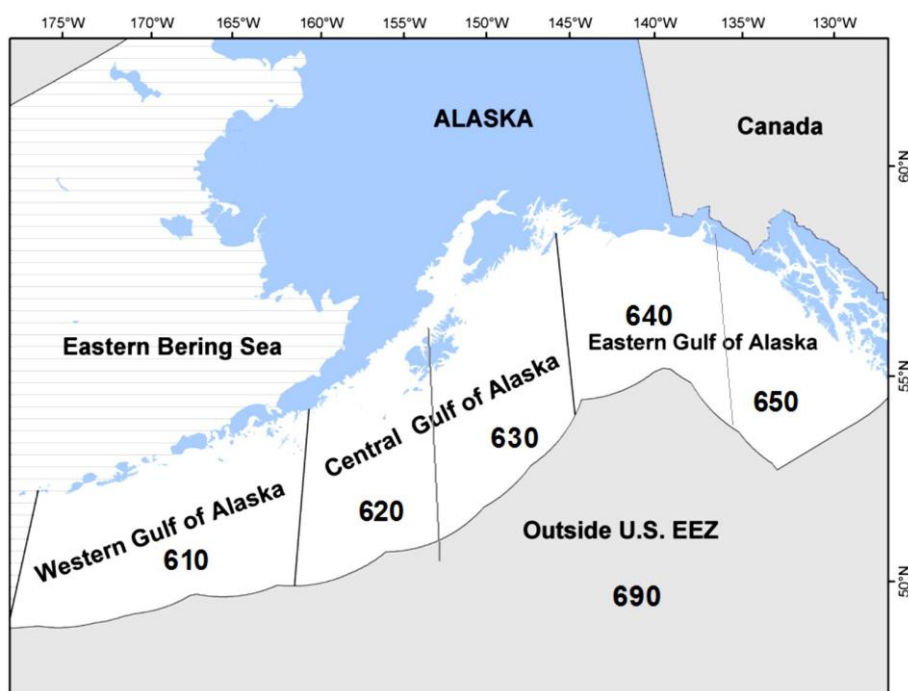 175°W 170°W 165°W 160°W 155°W 150°W 145°W 140°W 135°W 130°W
ALASKA
Canada
60°N
640
Eastern Bering Sea
Eastern Gulf of Alaska
55°N
650
Central Gulf of Alaska
630
620
Western Gulf of Alaska
610
Outside U.S. EEZ
50°N
690